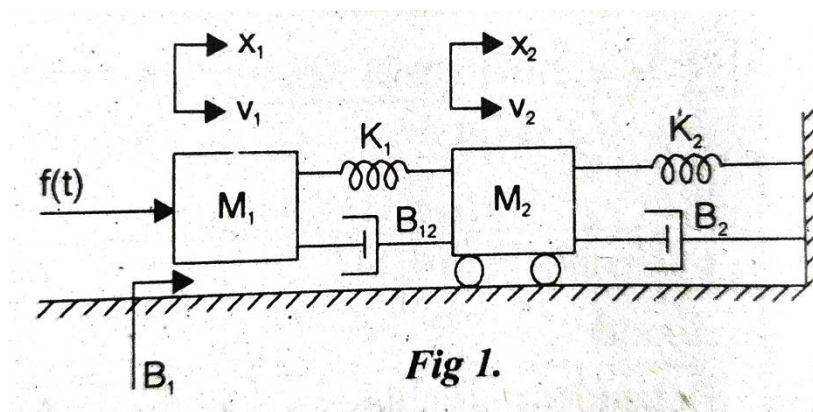 x₁ x₂
v₁ v₂
K₁ K₂
f(t) M₁ B₁₂ M₂ B₂
B₁ Fig 1.